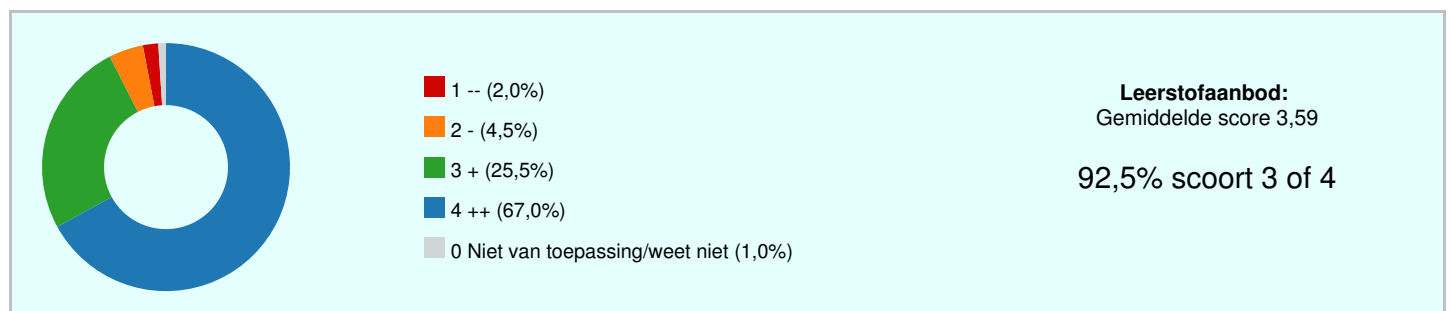 1 -- (2,0%)
2 - (4,5%)
3 + (25,5%)
4 ++ (67,0%)
0 Niet van toepassing/weet niet (1,0%)
Leerstofaanbod:
Gemiddelde score 3,59
92,5% scoort 3 of 4